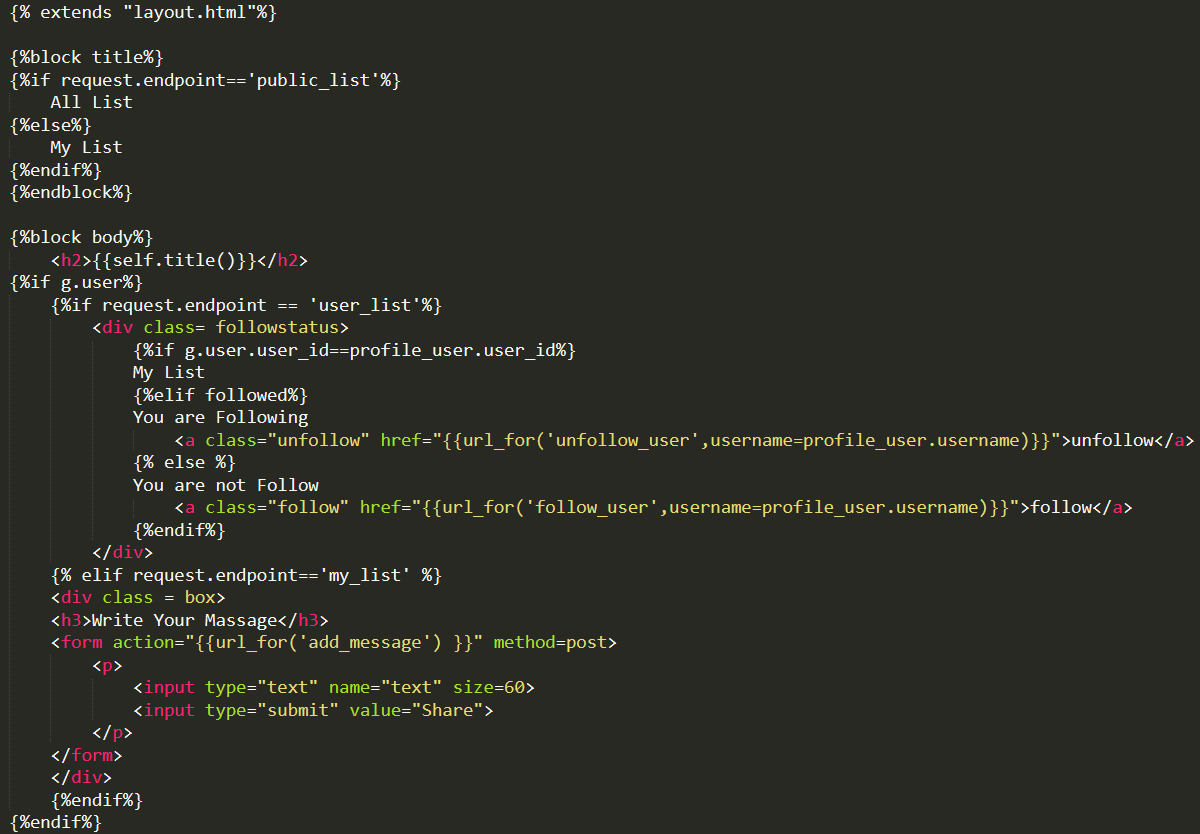 {% extends "layout.html"%}

{%block title%}
{%if request.endpoint=='public_list'%}
    All List
{%else%}
    My List
{%endif%}
{%endblock%}

{%block body%}
    <h2>{{self.title()}}</h2>
{%if g.user%}
    {%if request.endpoint == 'user_list'%}
        <div class= followstatus>
            {%if g.user.user_id==profile_user.user_id%}
            My List
            {%elif followed%}
            You are Following
                <a class="unfollow" href="{{url_for('unfollow_user',username=profile_user.username)}}">unfollow</a>
            {% else %}
            You are not Follow
                <a class="follow" href="{{url_for('follow_user',username=profile_user.username)}}">follow</a>
            {%endif%}
        </div>
    {% elif request.endpoint=='my_list' %}
    <div class = box>
    <h3>Write Your Massage</h3>
    <form action="{{url_for('add_message') }}" method=post>
        <p>
            <input type="text" name="text" size=60>
            <input type="submit" value="Share">
        </p>
    </form>
    </div>
    {%endif%}
{%endif%}